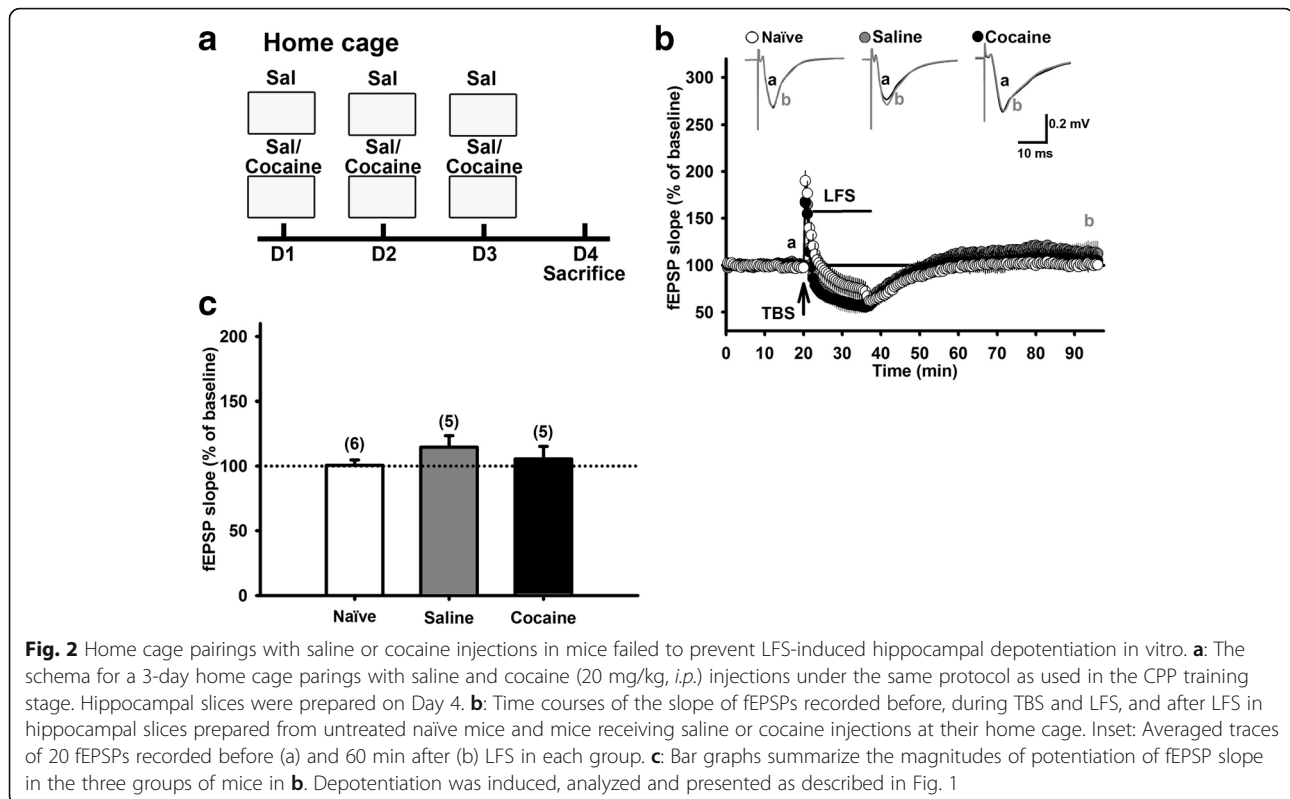 a
Home cage
Sal Sal Sal
Sal/ Sal/ Sal/
Cocaine Cocaine Cocaine
D1 D2 D3 D4
Sacrifice
b
Naïve Saline Cocaine
a a a
b b b
0.2 mV
10 ms
fEPSP slope (% of baseline)
300
250
200
150
100
50
LFS
a
b
TBS
0 10 20 30 40 50 60 70 80 90
Time (min)
c
fEPSP slope (% of baseline)
200
150
100
50
0
(6) (5) (5)
Naïve Saline Cocaine
Fig. 2 Home cage pairings with saline or cocaine injections in mice failed to prevent LFS-induced hippocampal depotentiation in vitro. a: The
schema for a 3-day home cage parings with saline and cocaine (20 mg/kg, i.p.) injections under the same protocol as used in the CPP training
stage. Hippocampal slices were prepared on Day 4. b: Time courses of the slope of fEPSPs recorded before, during TBS and LFS, and after LFS in
hippocampal slices prepared from untreated naïve mice and mice receiving saline or cocaine injections at their home cage. Inset: Averaged traces
of 20 fEPSPs recorded before (a) and 60 min after (b) LFS in each group. c: Bar graphs summarize the magnitudes of potentiation of fEPSP slope
in the three groups of mice in b. Depotentiation was induced, analyzed and presented as described in Fig. 1